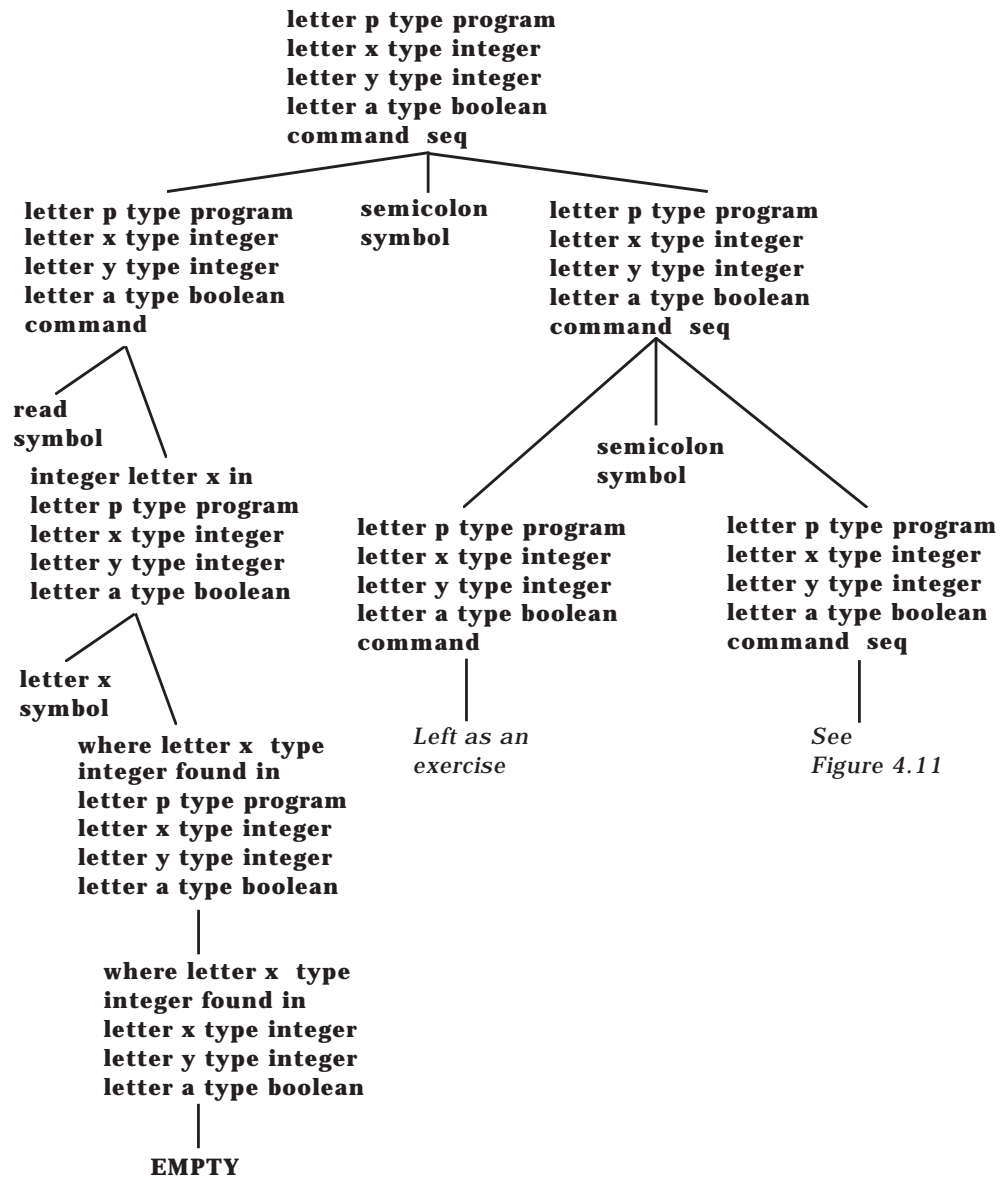 letter p type program
letter x type integer
letter y type integer
letter a type boolean
command seq
letter p type program
letter x type integer
letter y type integer
letter a type boolean
command
semicolon
symbol
letter p type program
letter x type integer
letter y type integer
letter a type boolean
command seq
read
symbol
integer letter x in
letter p type program
letter x type integer
letter y type integer
letter a type boolean
semicolon
symbol
letter p type program
letter x type integer
letter y type integer
letter a type boolean
command
letter p type program
letter x type integer
letter y type integer
letter a type boolean
command seq
letter x
symbol
where letter x type
integer found in
letter p type program
letter x type integer
letter y type integer
letter a type boolean
Left as an
exercise
See
Figure 4.11
where letter x type
integer found in
letter x type integer
letter y type integer
letter a type boolean
EMPTY